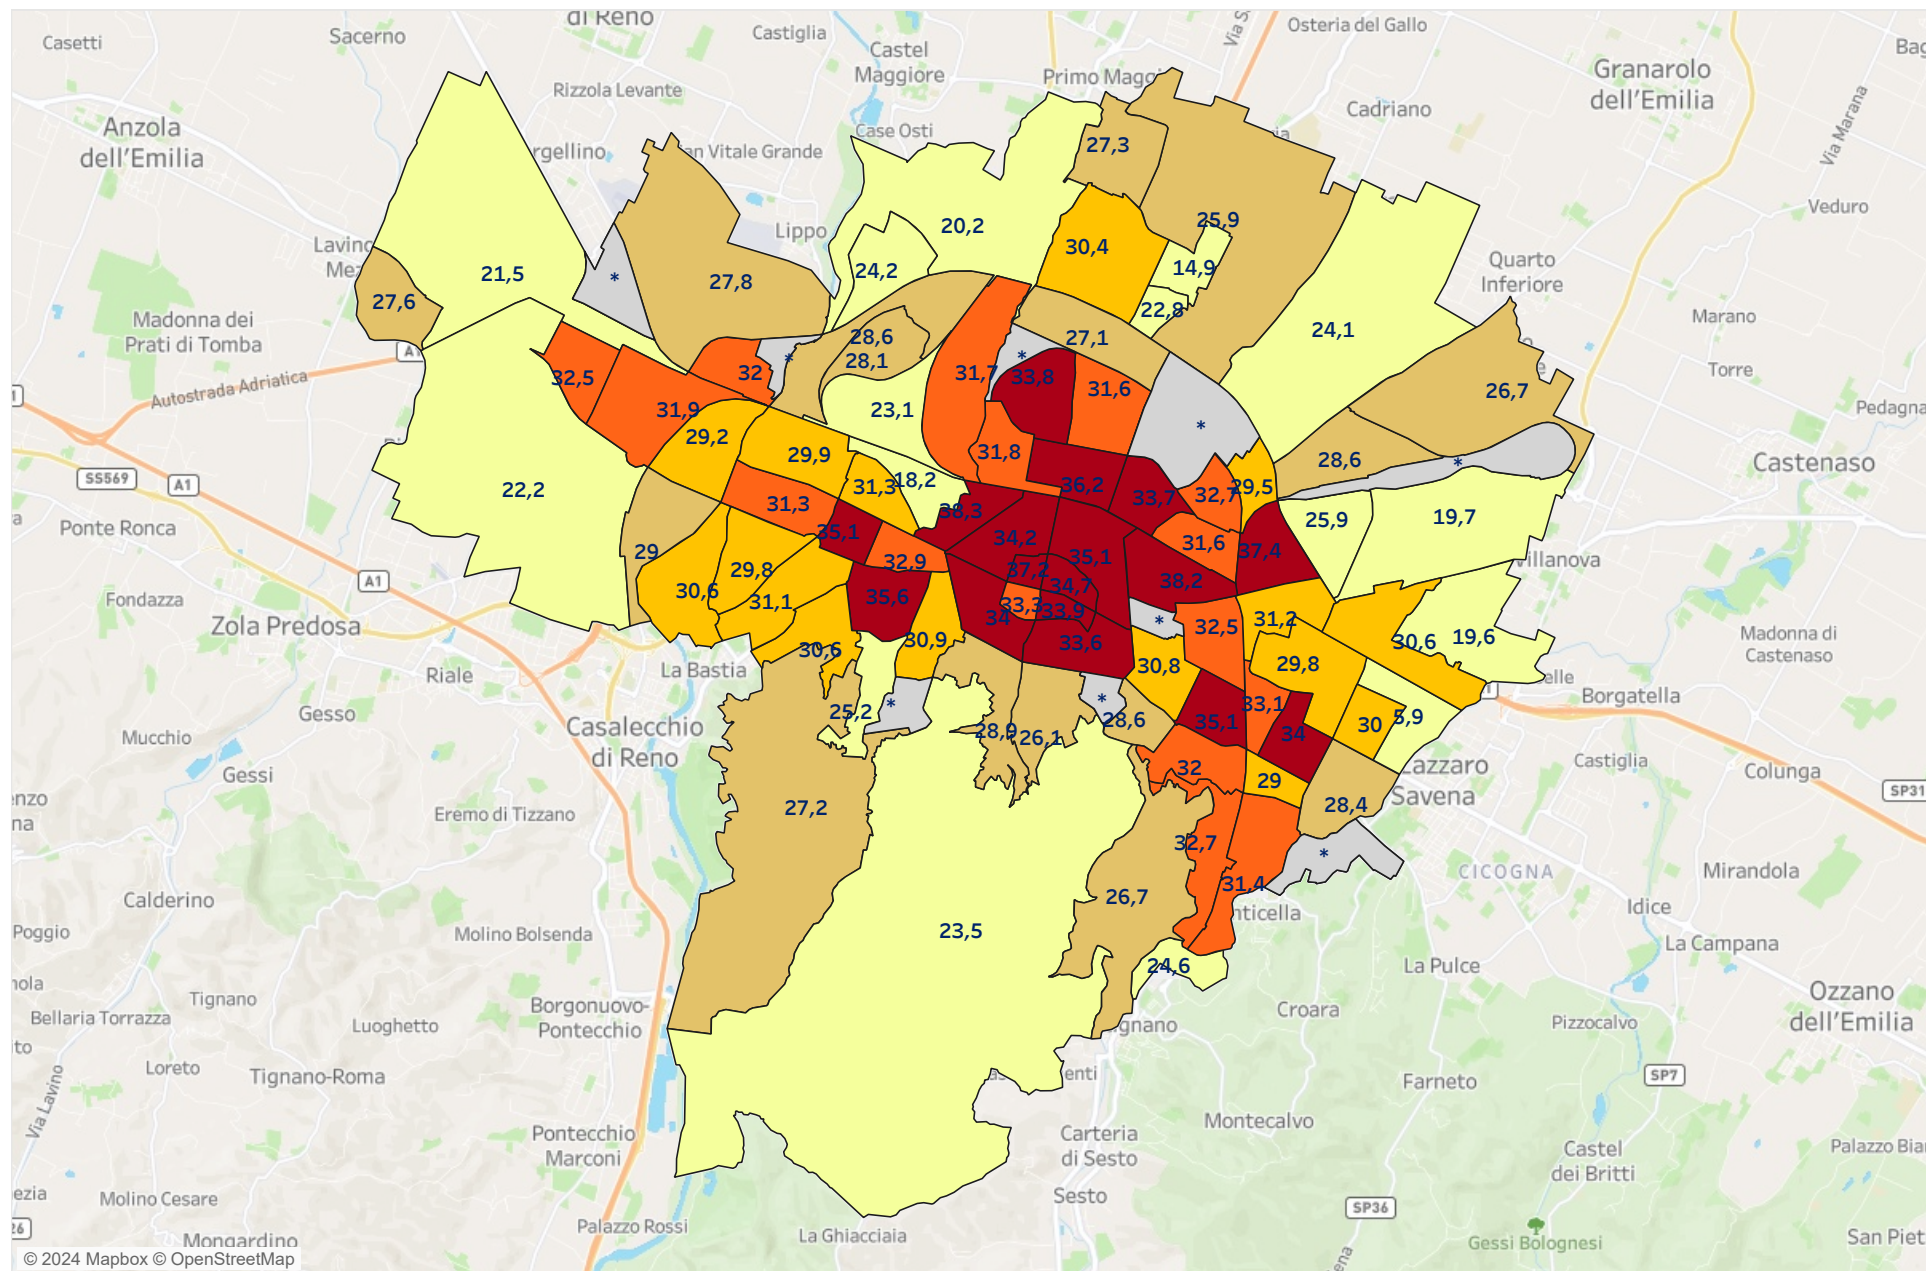 di Reno
Osteria del Gallo
Casetti
Sacerno
Castiglia
Castel
Maggiore
Primo Maggi
Granarolo
dell'Emilia
Rizzola Levante
Cadriano
Via Marana
Anzola
dell'Emilia
Case Osti
rgellino
an Vitale Grande
27,3
Veduro
Lavino
Lippo
20,2
25,9
30,4
Quarto
Inferiore
21,5
*
27,8
24,2
14,9
27,6
22,8
Marano
Madonna dei
Prati di Tomba
28,6
27,1
24,1
A1
*
28,1
*
Torre
Autostrada Adriatica
32,5
32
31,7
33,8
31,6
26,7
31,9
23,1
Pedagna
29,2
29,9
31,8
*
28,6
*
Castenaso
SS569
A1
22,2
31,3
31,3
18,2
36,2
33,7
32,7
29,5
Ponte Ronca
35,1
38,3
34,2
31,6
25,9
19,7
29
32,9
35,1
37,4
Villanova
A1
29,8
37,2
34,7
38,2
Fondazza
30,6
31,1
35,6
34
33,3
33,9
*
31,2
Zola Predosa
30,6
30,9
33,6
32,5
30,6
19,6
Madonna di
Castenaso
Riale
La Bastia
30,8
29,8
elle
Borgatella
Gesso
Casalecchio
di Reno
25,2
*
*
28,6
33,1
35,1
34
30
5,9
Mucchio
28,9
26,1
Gessi
32
29
Lazzaro
Savena
Castiglia
Colunga
SP31
Eremo di Tizzano
27,2
28,4
32,7
*
CICOGNA
Mirandola
Calderino
26,7
31,4
nticella
Idice
Poggio
Molino Bolsenda
23,5
La Campana
24,6
La Pulce
Tignano
Borgonuovo-
Pontecchio
Croara
Ozzano
dell'Emilia
Bellaria Torrazza
Luoghetto
gnano
Pizzocalvo
Loreto
Tignano-Roma
enti
Farneto
SP7
Via Lavino
Pontecchio
Marconi
Carteria
di Sesto
Montecalvo
Castel
dei Britti
Palazzo Bia
Molino Cesare
Sesto
SP36
Palazzo Rossi
La Ghiacciaia
Mongardino
Gessi Bolognesi
San Piet
© 2024 Mapbox © OpenStreetMap